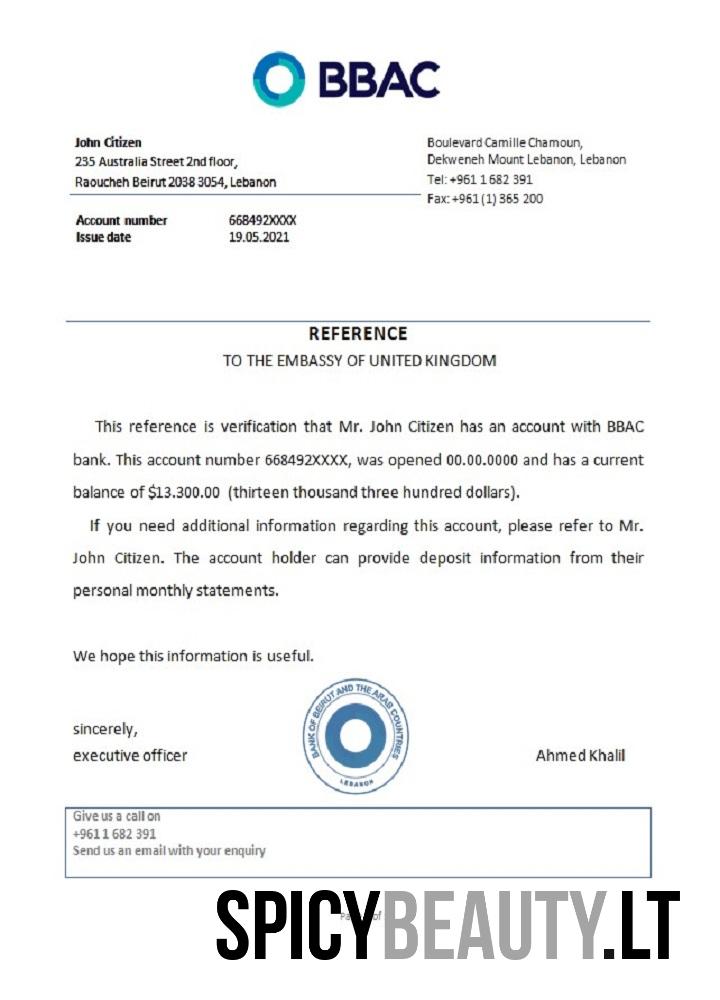 BBAC
John Citizen
235 Australia Street 2nd floor,
Raoucheh Beirut 2038 3054, Lebanon
Boulevard Camille Chamoun,
Dekweneh Mount Lebanon, Lebanon
Tel: +961 1 682 391
Fax: +961 (1) 365 200
Account number 668492XXXX
Issue date 19.05.2021
REFERENCE
TO THE EMBASSY OF UNITED KINGDOM
This reference is verification that Mr. John Citizen has an account with BBAC
bank. This account number 668492XXXX, was opened 00.00.0000 and has a current
balance of $13.300.00 (thirteen thousand three hundred dollars).
If you need additional information regarding this account, please refer to Mr.
John Citizen. The account holder can provide deposit information from their
personal monthly statements.
We hope this information is useful.
BANK OF BEIRUT AND THE ARAB COUNTRIES
LEBANON
sincerely,
executive officer
Ahmed Khalil
Give us a call on
+961 1 682 391
Send us an email with your enquiry
SPICYBEAUTY.LT